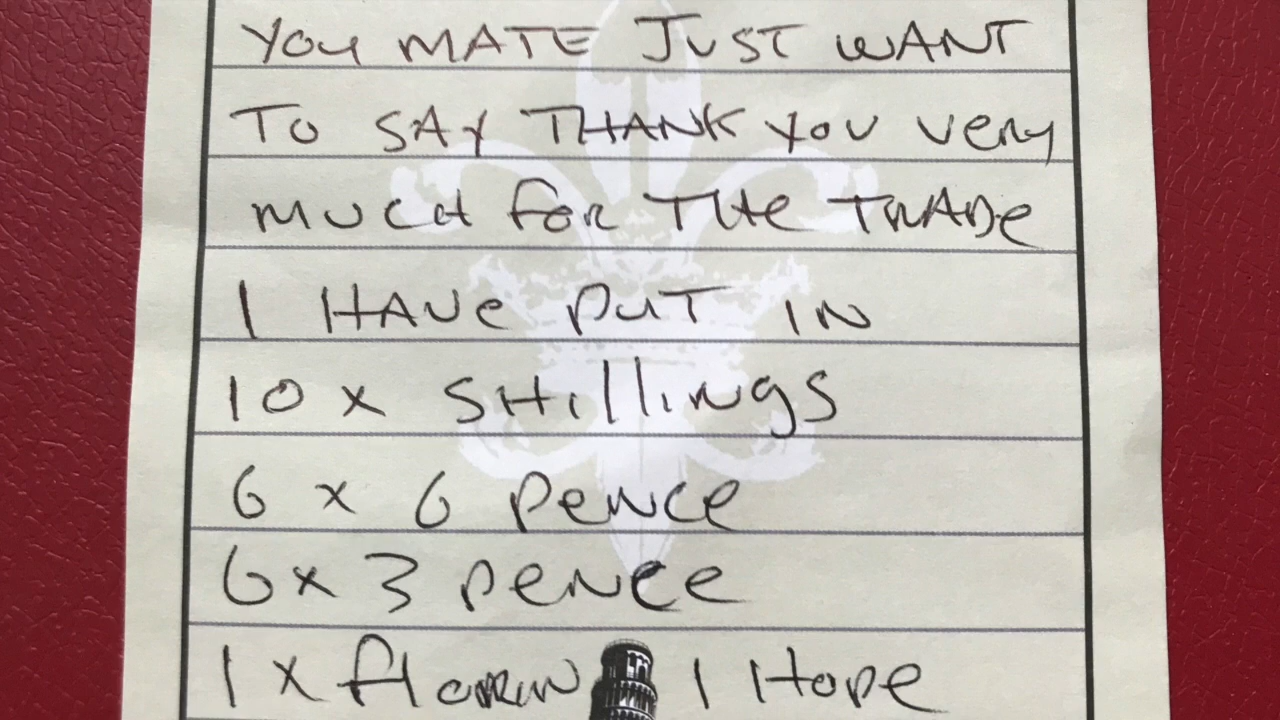 You MATE JUST WANT
TO SAY THANK YOU Very
much for THe TRADe
I HAVe PUT IN
10 x SHillings
6 x 6 Pence
6 x 3 pence
1 x florin I Hope